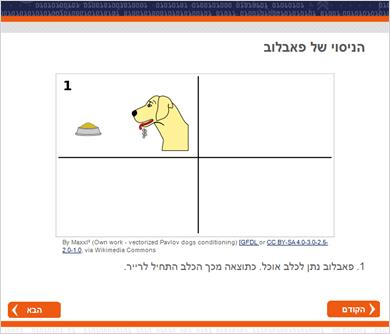 הניסוי של פאבלוב
1
By Maxxl² (Own work - vectorized Pavlov dogs conditioning) [GFDL or CC BY-SA 4.0-3.0-2.5-
2.0-1.0, via Wikimedia Commons
1. פאבלוב נתן לכלב אוכל. כתוצאה מכך הכלב התחיל לרייר.
הקודם
הבא